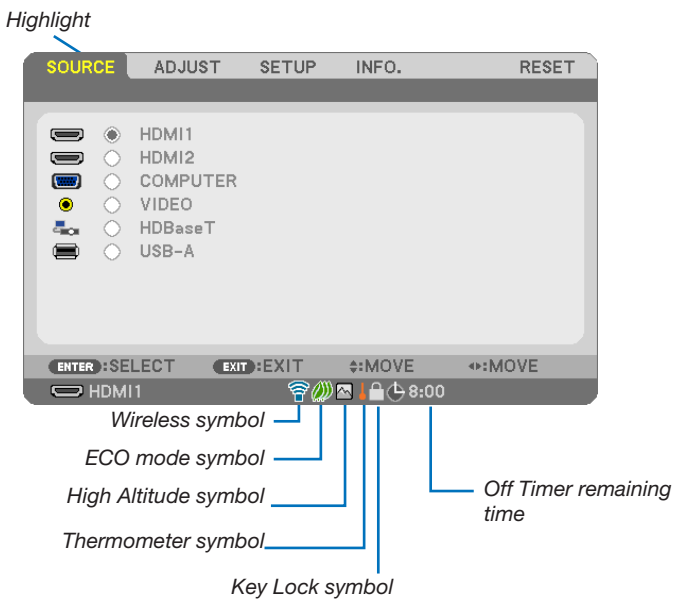 Highlight
SOURCE ADJUST SETUP INFO. RESET
HDMI1
HDMI2
COMPUTER
VIDEO
HDBaseT
USB-A
ENTER :SELECT EXIT :EXIT :MOVE :MOVE
HDMI1 8:00
Wireless symbol
ECO mode symbol
High Altitude symbol
Off Timer remaining
time
Thermometer symbol
Key Lock symbol